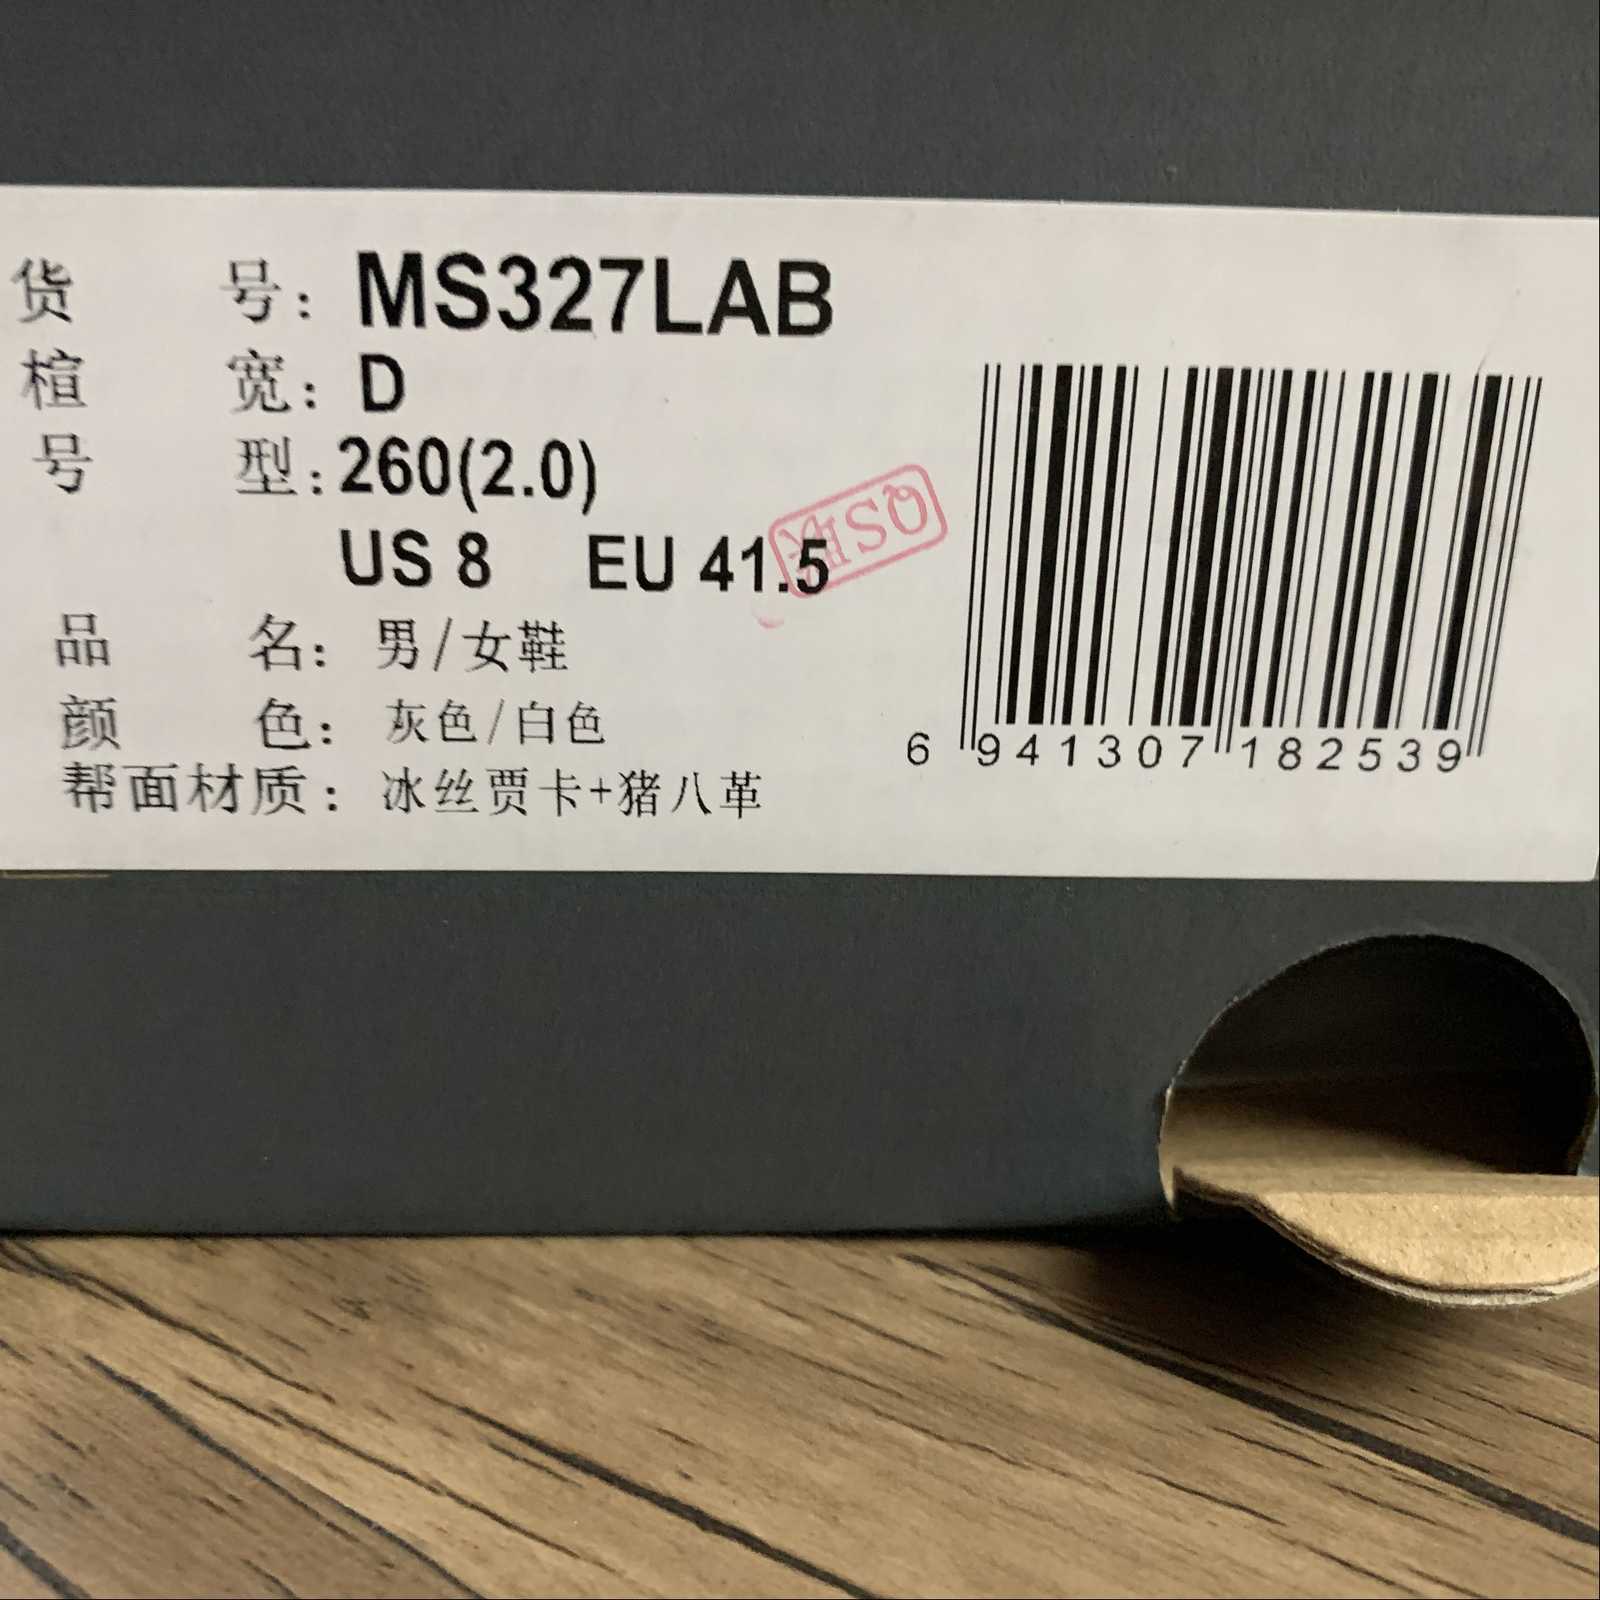 货 号: MS327LAB
楦 宽: D
号 型: 260(2.0)
US 8 EU 41.5
品 名: 男/女鞋
颜 色: 灰色/白色
帮面材质: 冰丝贾卡+猪八革
6 941307 182539